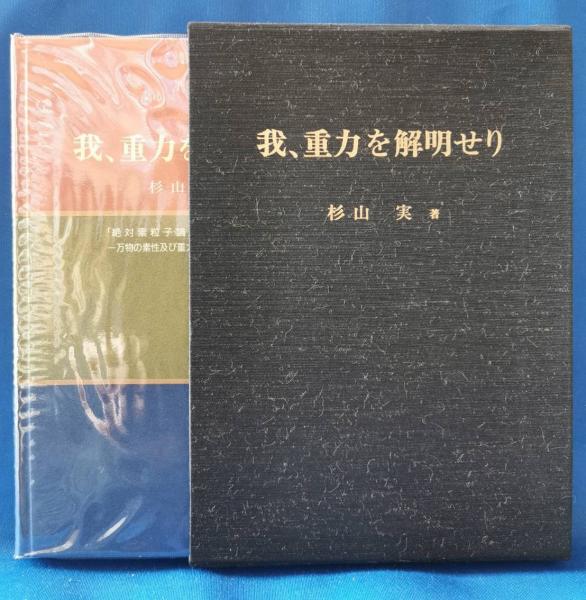 我、重力を
杉山
「絶対素粒子論
―万物の素性及び重力
我、重力を解明せり
杉山 実 著